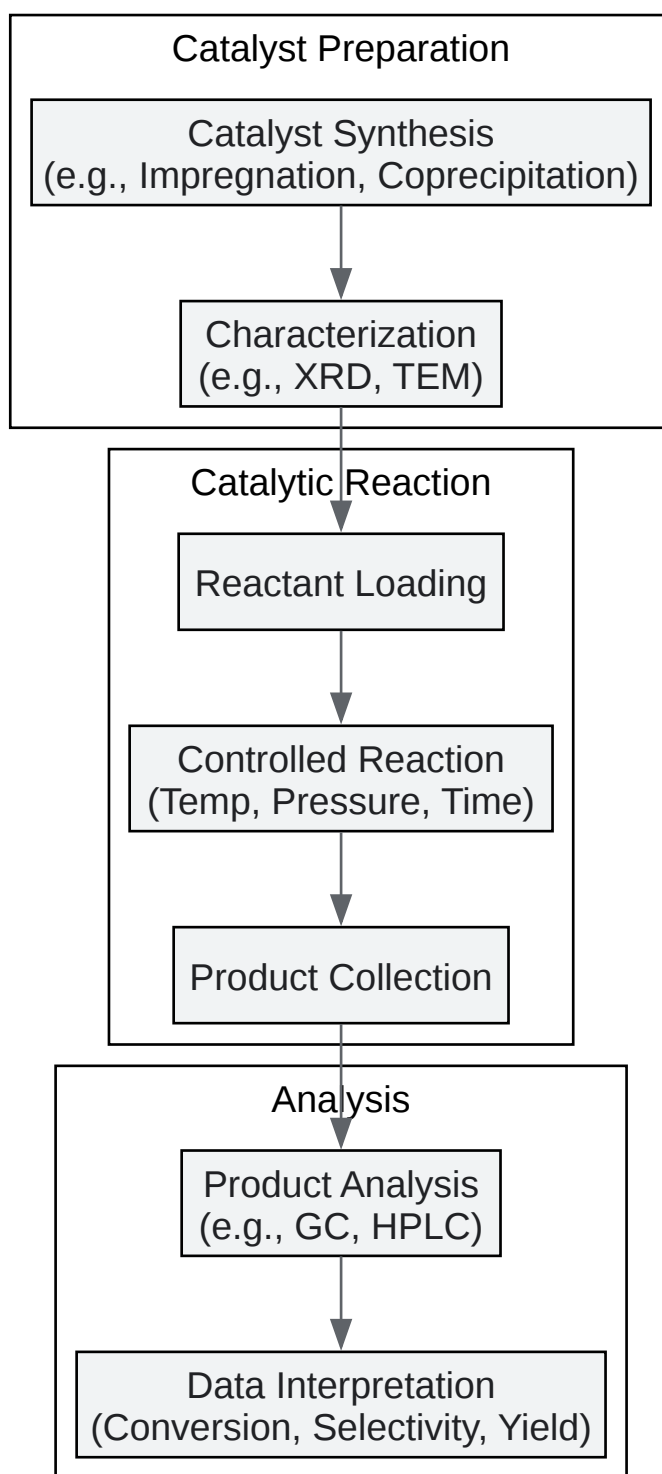 Catalyst Preparation
Catalyst Synthesis
(e.g., Impregnation, Coprecipitation)
Characterization
(e.g., XRD, TEM)
Catalytic Reaction
Reactant Loading
Controlled Reaction
(Temp, Pressure, Time)
Product Collection
Analysis
Product Analysis
(e.g., GC, HPLC)
Data Interpretation
(Conversion, Selectivity, Yield)